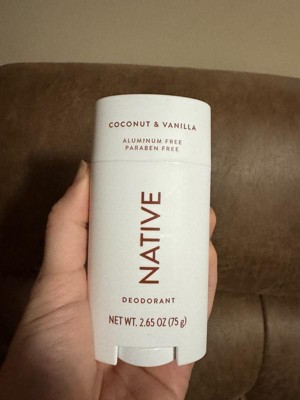 COCONUT & VANILLA
ALUMINUM FREE
PARABEN FREE
NATIVE
DEODORANT
NET WT. 2.65 OZ (75 g)